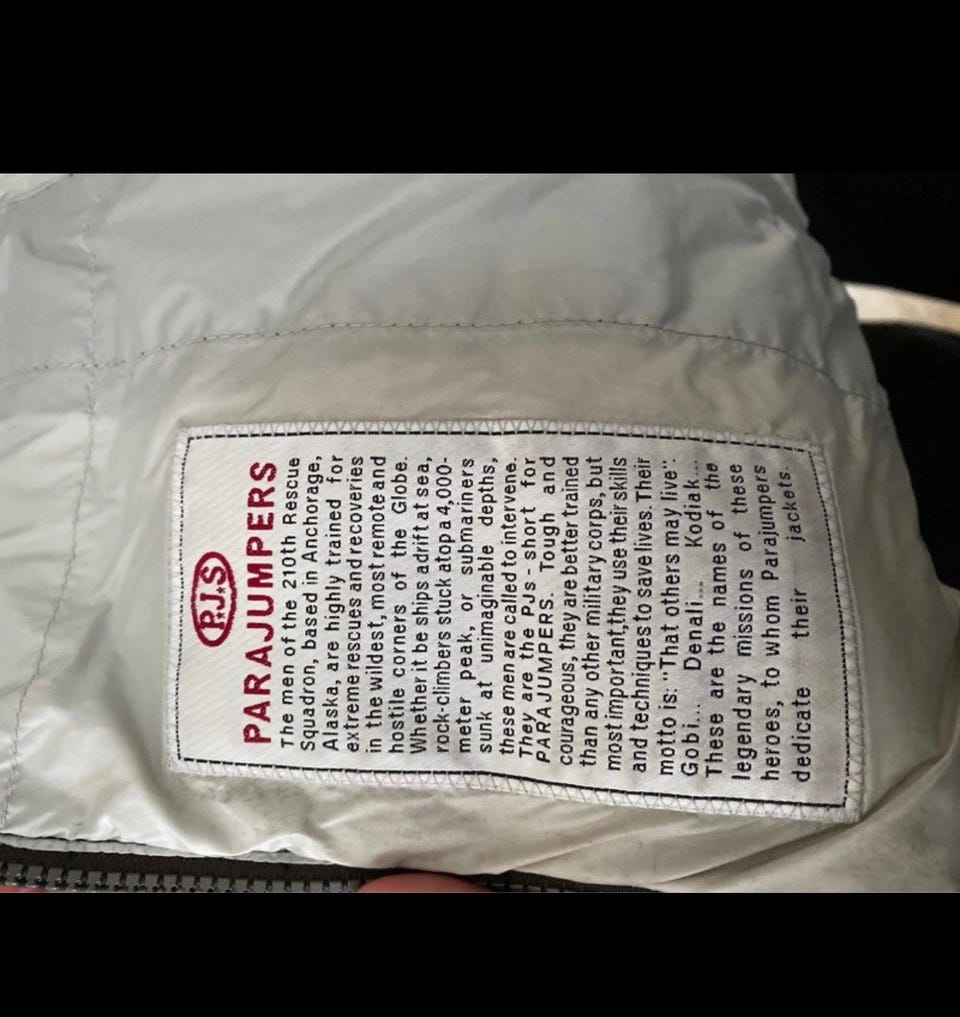 P.J.S
PARAJUMPERS
The men of the 210th Rescue
Squadron, based in Anchorage,
Alaska, are highly trained for
extreme rescues and recoveries
in the wildest, most remote and
hostile corners of the Globe.
Whether it be ships adrift at sea,
rock-climbers stuck atop a 4,000-
meter peak, or submariners
sunk at unimaginable depths,
these men are called to intervene.
They are the PJs - short for
PARAJUMPERS. Tough and
courageous, they are better trained
than any other military corps, but
most important,they use their skills
and techniques to save lives. Their
motto is: "That others may live".
Gobi... Denali... Kodiak...
These are the names of the
legendary missions of these
heroes, to whom Parajumpers
dedicate their jackets.